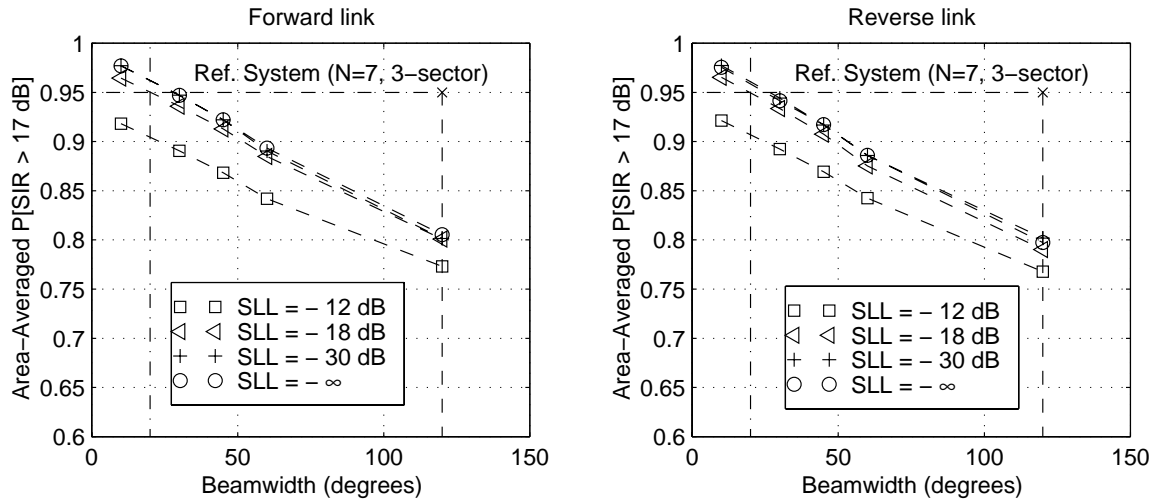 Forward link
Area−Averaged P[SIR > 17 dB]
1
0.95
0.9
0.85
0.8
0.75
0.7
0.65
0.6
Ref. System (N=7, 3−sector)
SLL = − 12 dB
SLL = − 18 dB
SLL = − 30 dB
SLL = − ∞
0
50
100
150
Beamwidth (degrees)
Reverse link
Area−Averaged P[SIR > 17 dB]
1
0.95
0.9
0.85
0.8
0.75
0.7
0.65
0.6
Ref. System (N=7, 3−sector)
SLL = − 12 dB
SLL = − 18 dB
SLL = − 30 dB
SLL = − ∞
0
50
100
150
Beamwidth (degrees)